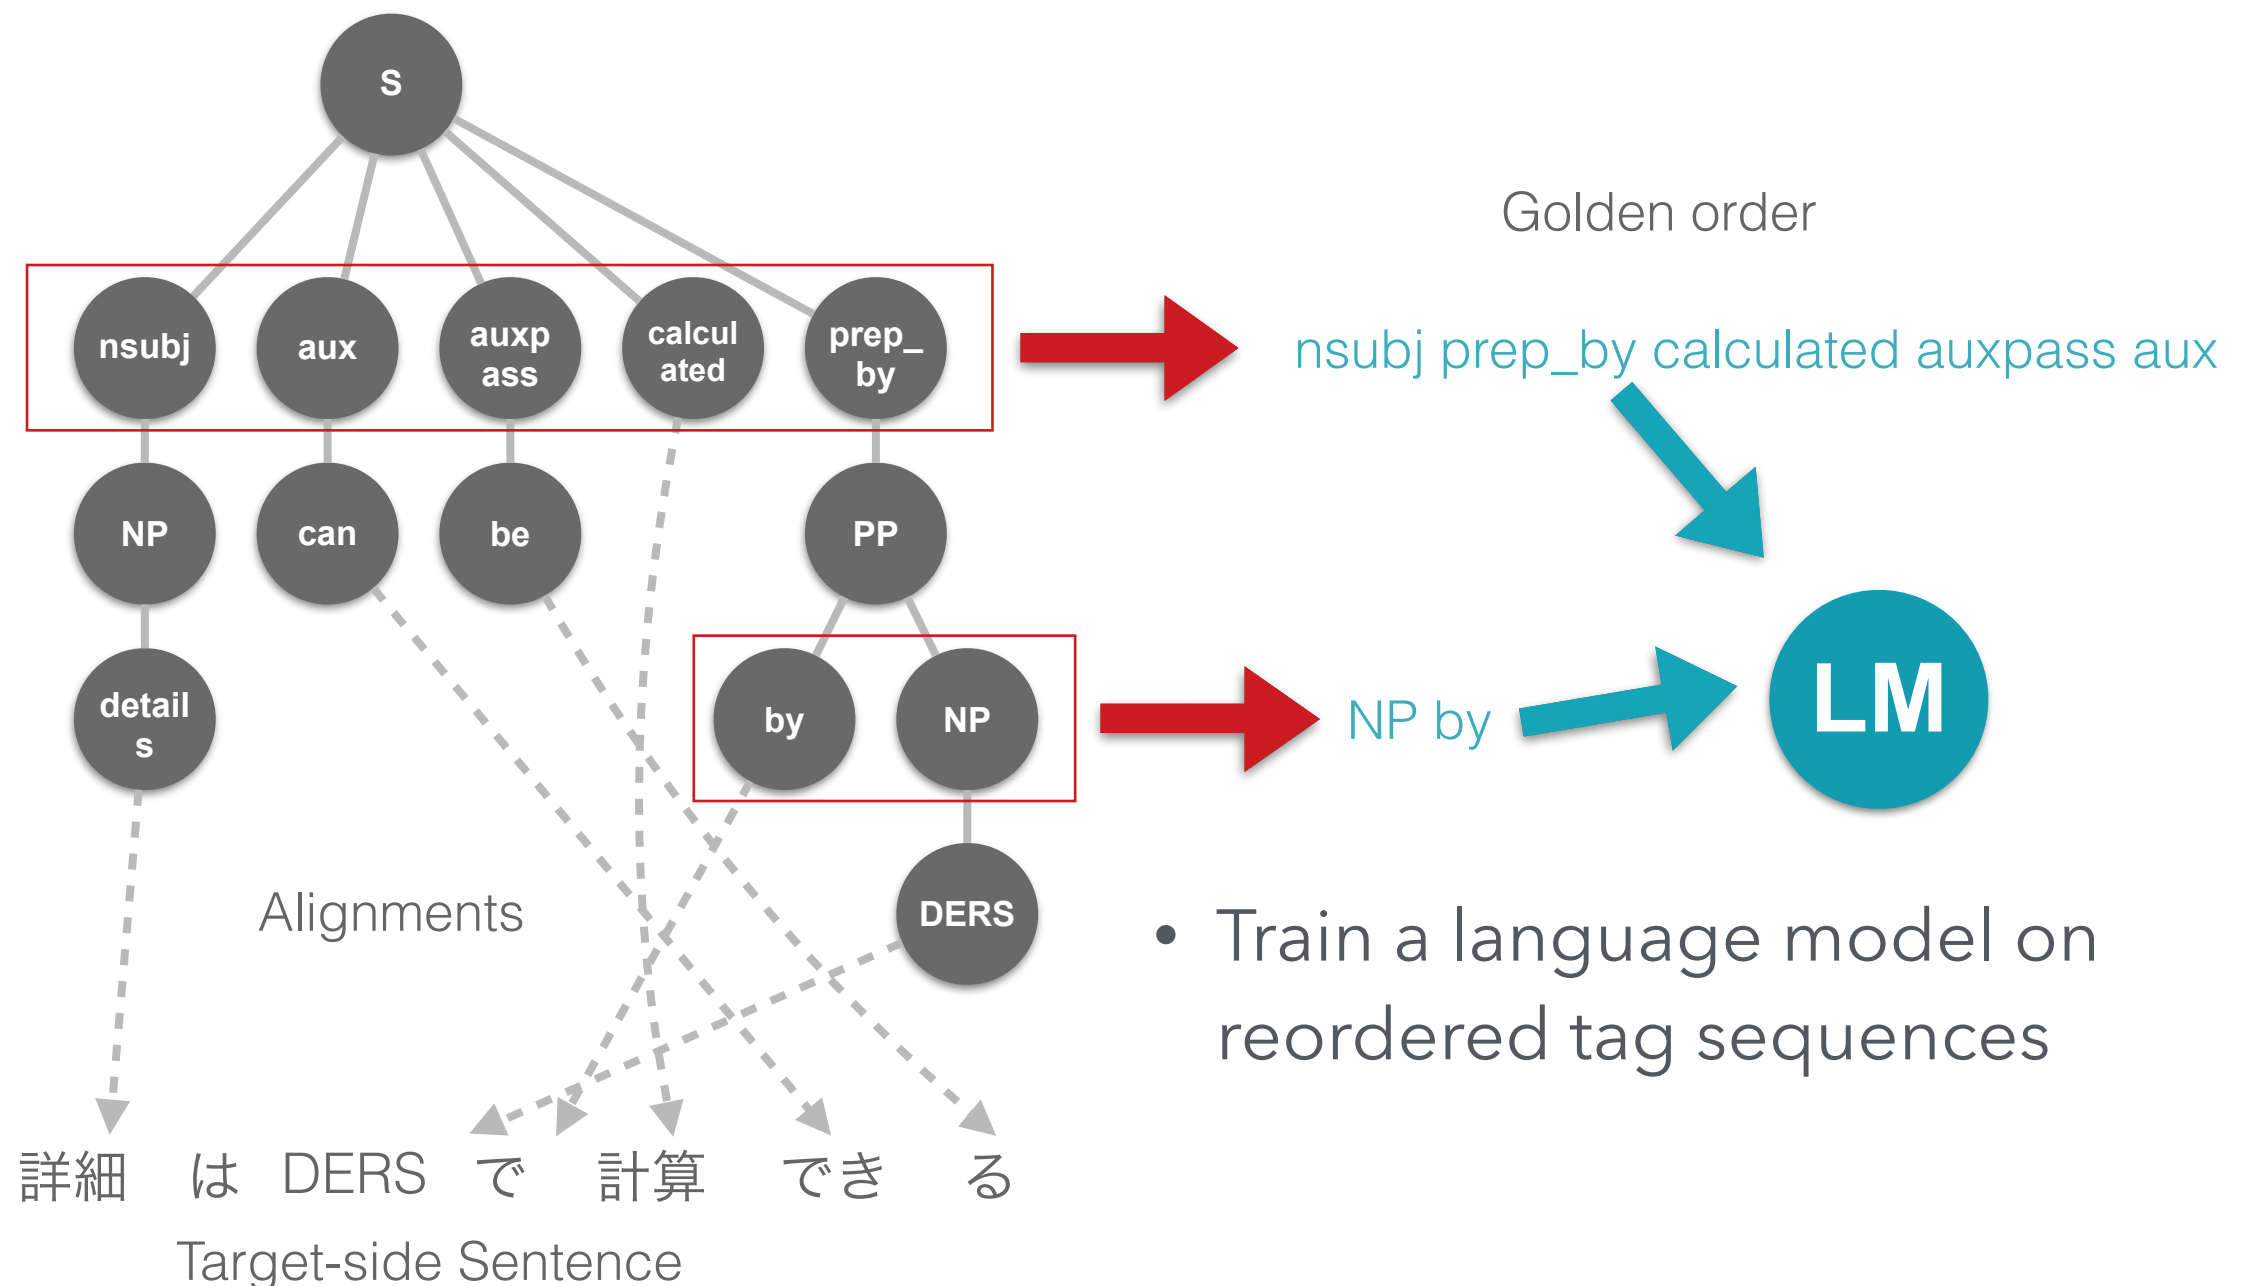 S
Golden order
nsubj
aux
auxp
ass
calcul
ated
prep_
by
nsubj prep_by calculated auxpass aux
NP
can
be
PP
details
by
NP
NP by
LM
Alignments
DERS
• Train a language model on
reordered tag sequences
詳細 は DERS で 計算 でき る
Target-side Sentence